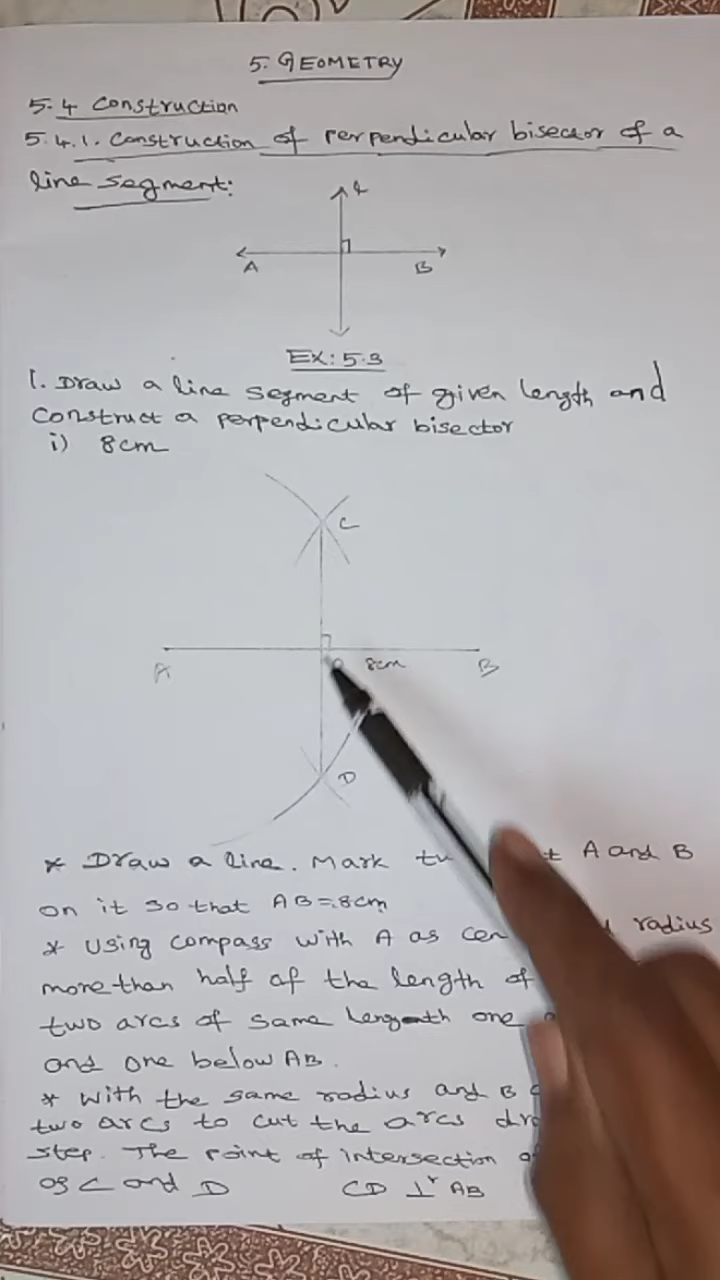 5. GEOMETRY
5.4 Construction
5.4.1. Construction of perpendicular bisector of a
line segment:
A B
Ex: 5.3
1. Draw a line segment of given length and
construct a perpendicular bisector
i) 8cm
C
A 8cm B
D
* Draw a line. Mark A and B
on it so that AB = 8cm
* Using compass with A as radius
more than half of the length of
two arcs of same length one
and one below AB.
* With the same radius and B
two arcs to cut the arcs
step. The point of intersection
as C and D CD ⊥r AB